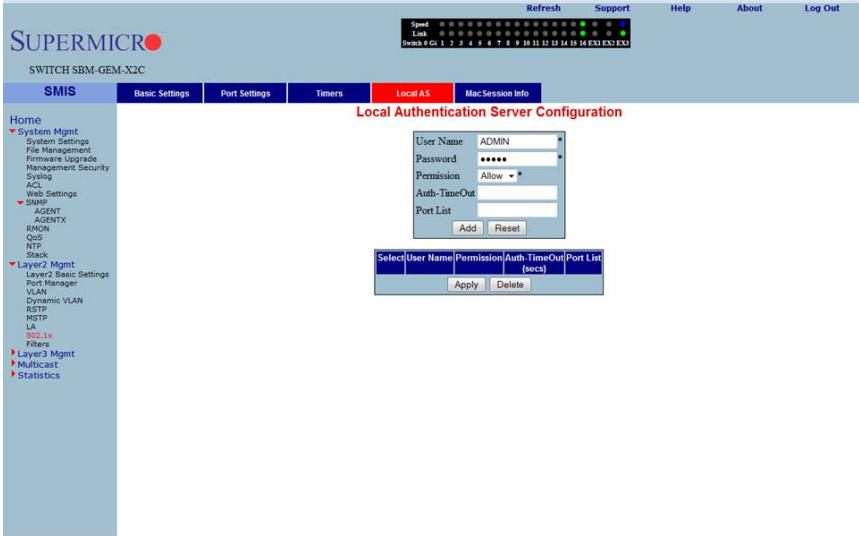 Refresh Support Help About Log Out
Speed
Link
Switch 0 Gi 1 2 3 4 5 6 7 8 9 10 11 12 13 14 15 16 EX1 EX2 EX3
SUPERMICRO
SWITCH SBM-GEM-X2C
SMIS Basic Settings Port Settings Timers Local AS MacSession Info
Local Authentication Server Configuration
Home
System Mgmt
System Settings
File Management
Firmware Upgrade
Management Security
Syslog
ACL
Web Settings
SNMP
AGENT
AGENTX
RMON
QoS
NTP
Stack
Layer2 Mgmt
Layer2 Basic Settings
Port Manager
VLAN
Dynamic VLAN
RSTP
MSTP
LA
802.1x
Filters
Layer3 Mgmt
Multicast
Statistics
User Name ADMIN *
Password ●●●●● *
Permission Allow *
Auth-TimeOut
Port List
Add Reset
Select User Name Permission Auth-TimeOut (secs) Port List
Apply Delete